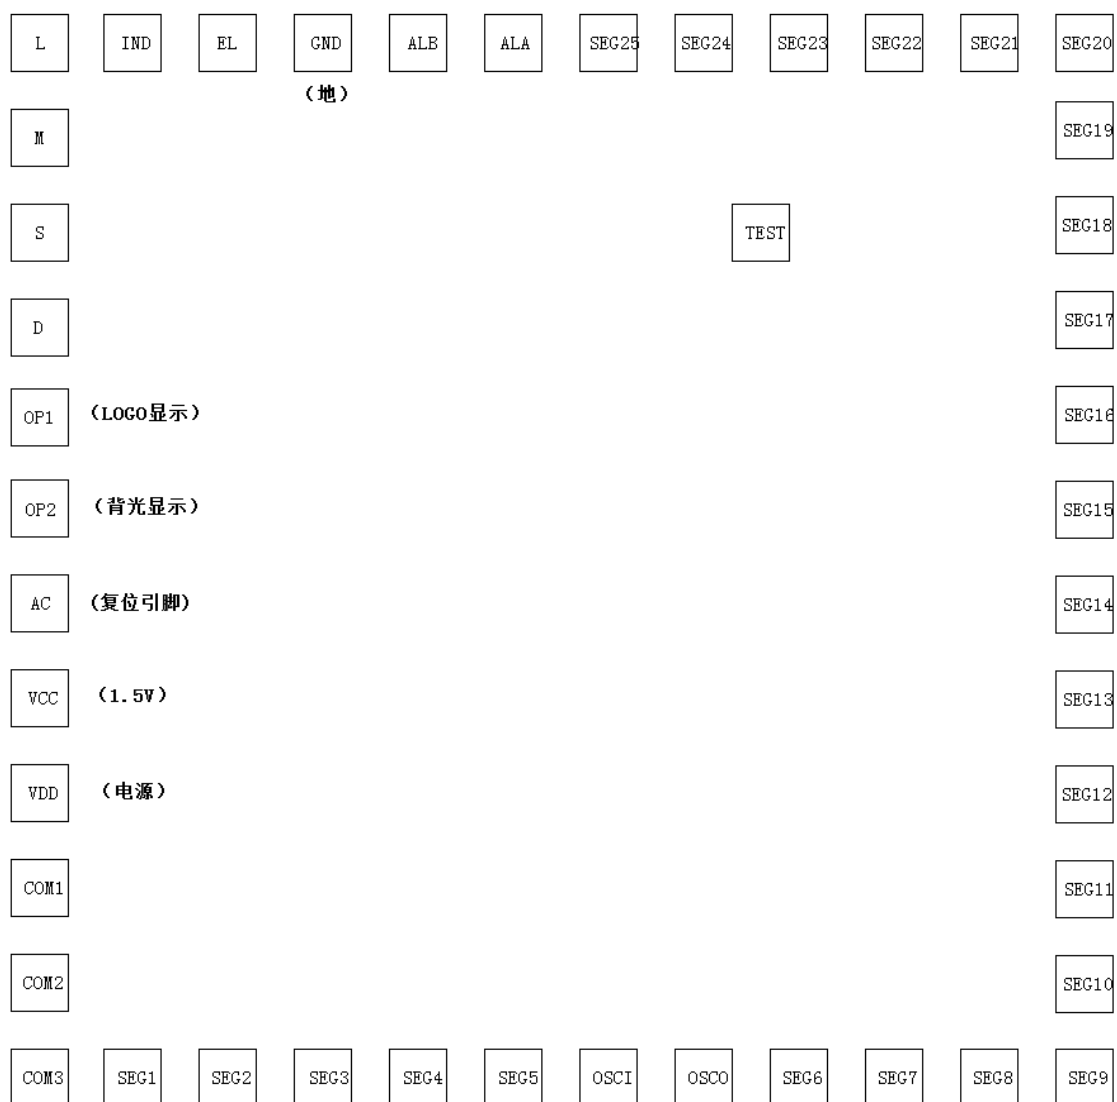 L IND EL GND ALB ALA SEG25 SEG24 SEG23 SEG22 SEG21 SEG20
(地)
M SEG19
S TEST SEG18
D SEG17
OP1 (LOGO显示) SEG16
OP2 (背光显示) SEG15
AC (复位引脚) SEG14
VCC (1.5V) SEG13
VDD (电源) SEG12
COM1 SEG11
COM2 SEG10
COM3 SEG1 SEG2 SEG3 SEG4 SEG5 OSCI OSCO SEG6 SEG7 SEG8 SEG9